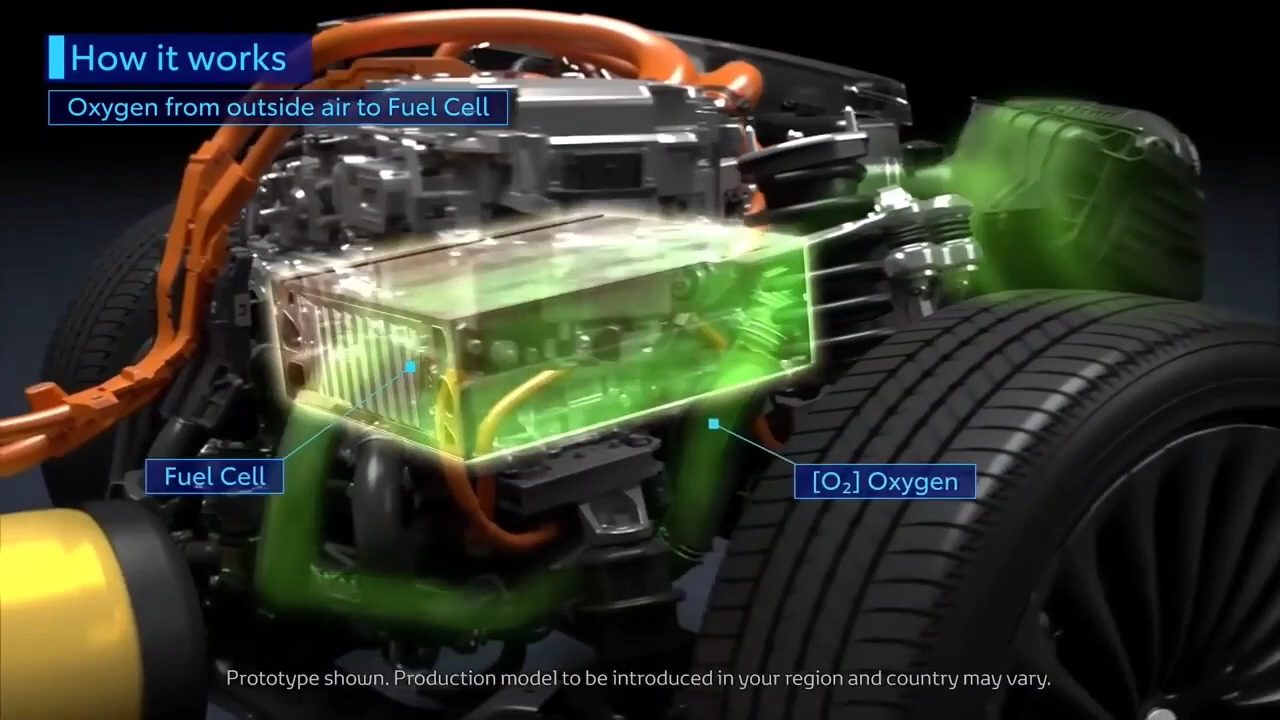 How it works
Oxygen from outside air to Fuel Cell
Fuel Cell
[O₂] Oxygen
Prototype shown. Production model to be introduced in your region and country may vary.